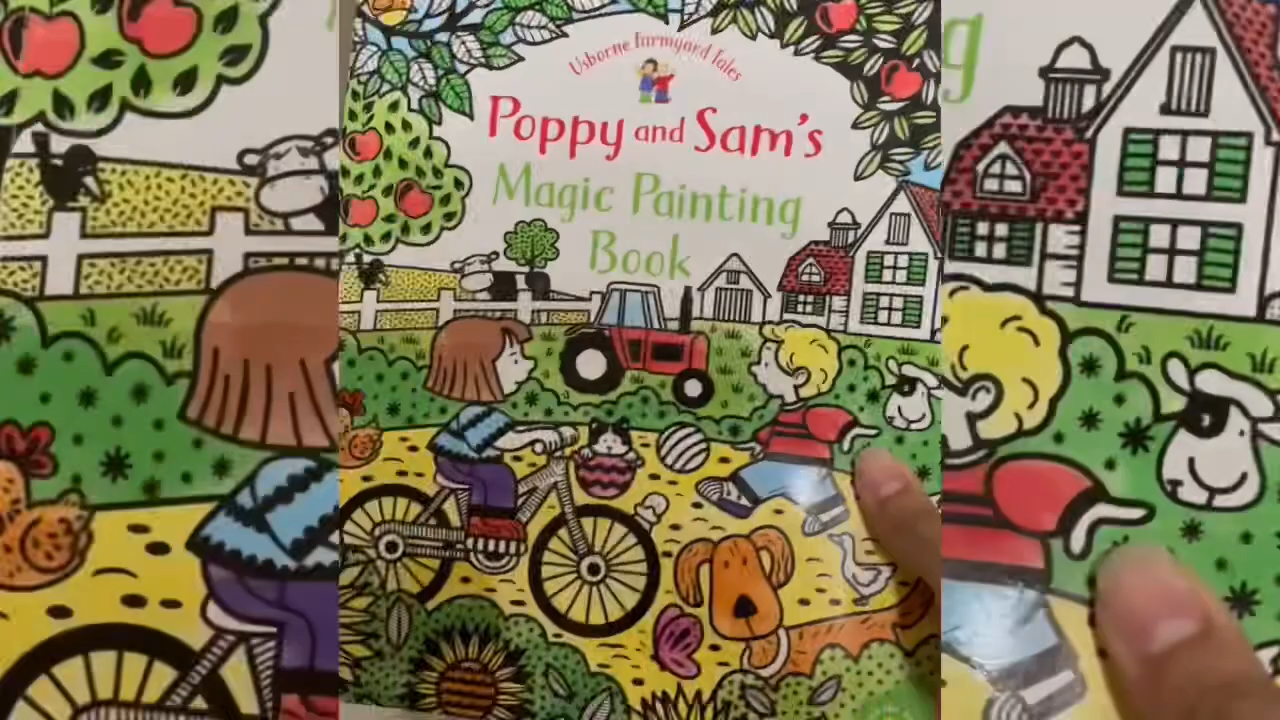 Usborne Farmyard Tales
Poppy and Sam's
Magic Painting
Book
g